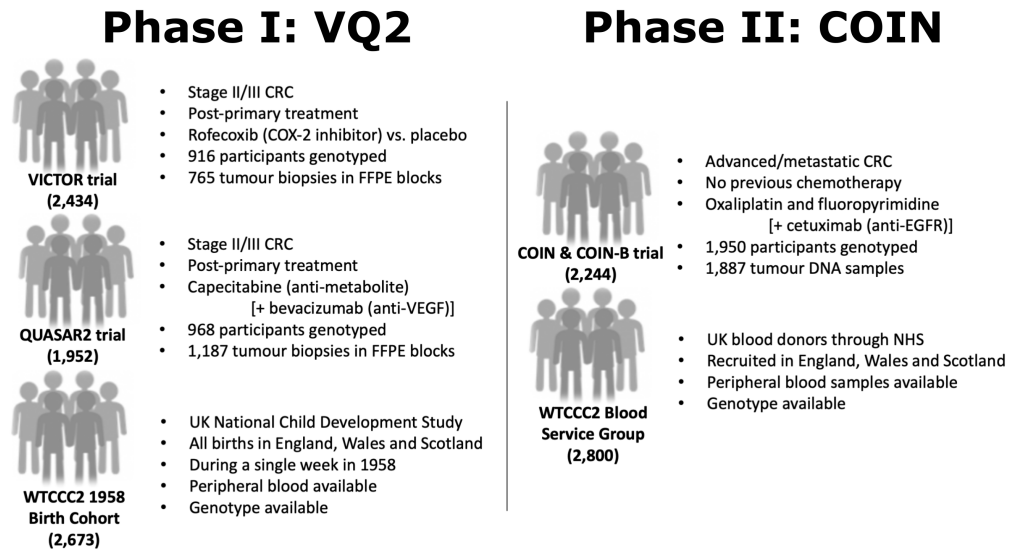 Phase I: VQ2
VICTOR trial
(2,434)
• Stage II/III CRC
• Post-primary treatment
• Rofecoxib (COX-2 inhibitor) vs. placebo
• 916 participants genotyped
• 765 tumour biopsies in FFPE blocks
QUASAR2 trial
(1,952)
• Stage II/III CRC
• Post-primary treatment
• Capecitabine (anti-metabolite)
[+ bevacizumab (anti-VEGF)]
• 968 participants genotyped
• 1,187 tumour biopsies in FFPE blocks
WTCCC2 1958
Birth Cohort
(2,673)
• UK National Child Development Study
• All births in England, Wales and Scotland
• During a single week in 1958
• Peripheral blood available
• Genotype available
Phase II: COIN
COIN & COIN-B trial
(2,244)
• Advanced/metastatic CRC
• No previous chemotherapy
• Oxaliplatin and fluoropyrimidine
[+ cetuximab (anti-EGFR)]
• 1,950 participants genotyped
• 1,887 tumour DNA samples
WTCCC2 Blood
Service Group
(2,800)
• UK blood donors through NHS
• Recruited in England, Wales and Scotland
• Peripheral blood samples available
• Genotype available